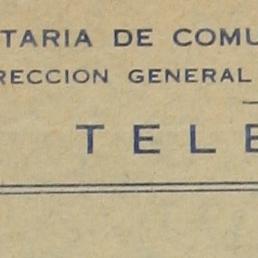 TARIA DE COMU
RECCION GENERAL
TELE